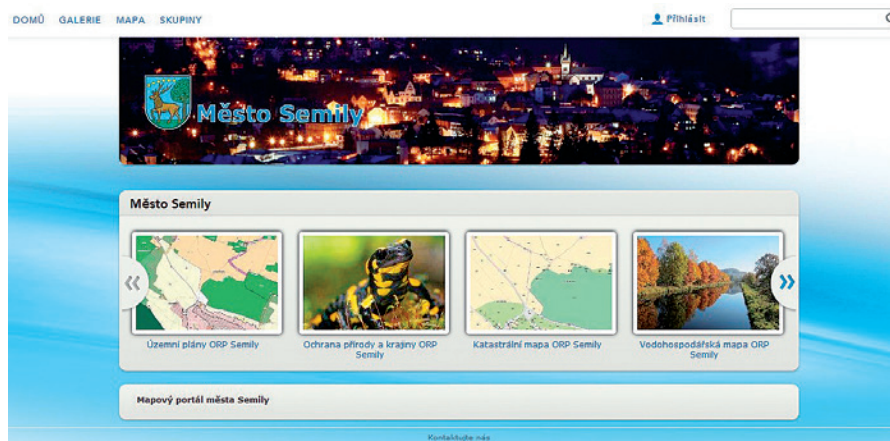 DOMŮ GALERIE MAPA SKUPINY Přihlásit
Město Semily
Město Semily
Územní plány ORP Semily
Ochrana přírody a krajiny ORP
Semily
Katastrální mapa ORP Semily
Vodohospodářská mapa ORP
Semily
Mapový portál města Semily
Kontaktujte nás